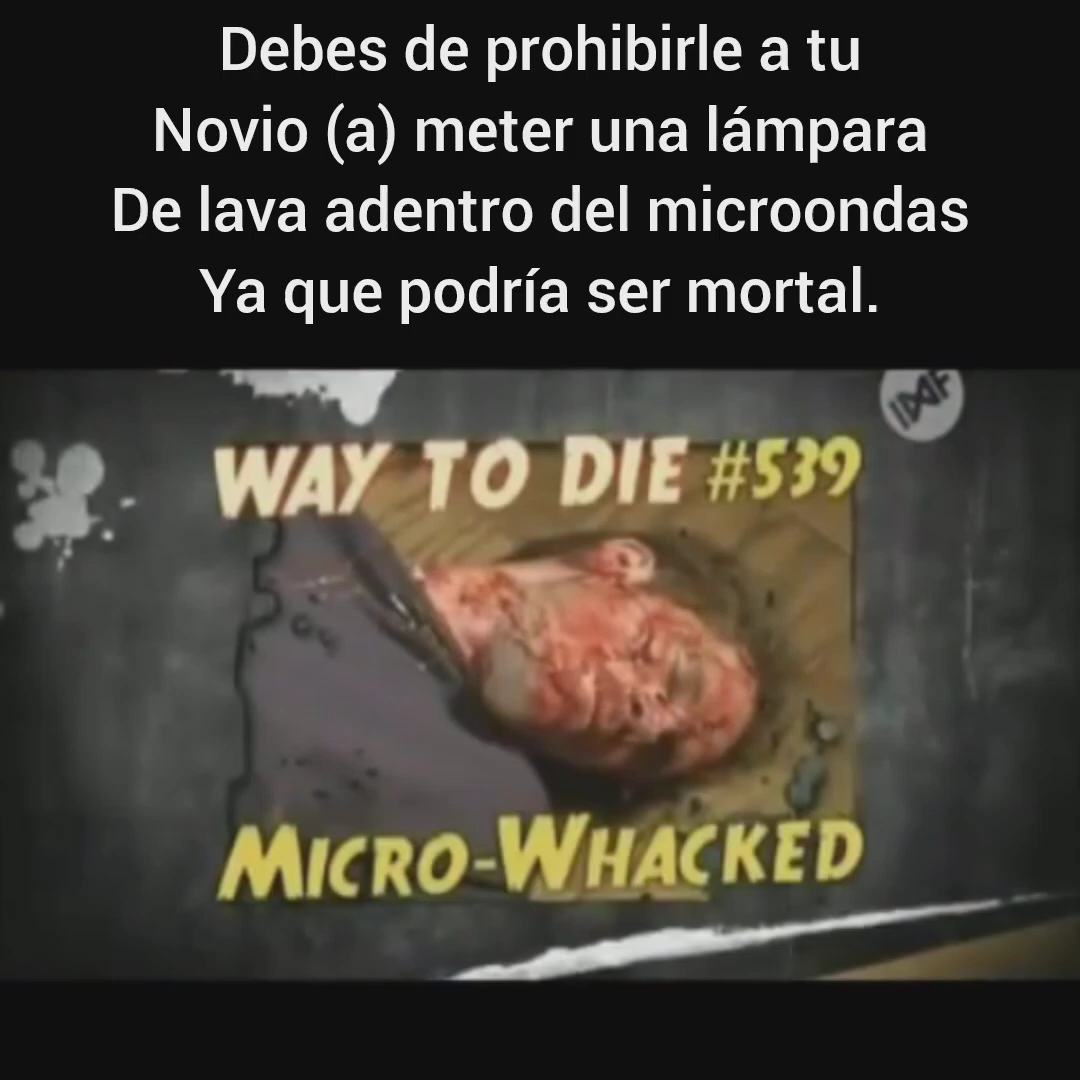 Debes de prohibirle a tu
Novio (a) meter una lámpara
De lava adentro del microondas
Ya que podría ser mortal.
WAY TO DIE #539
MICRO-WHACKED